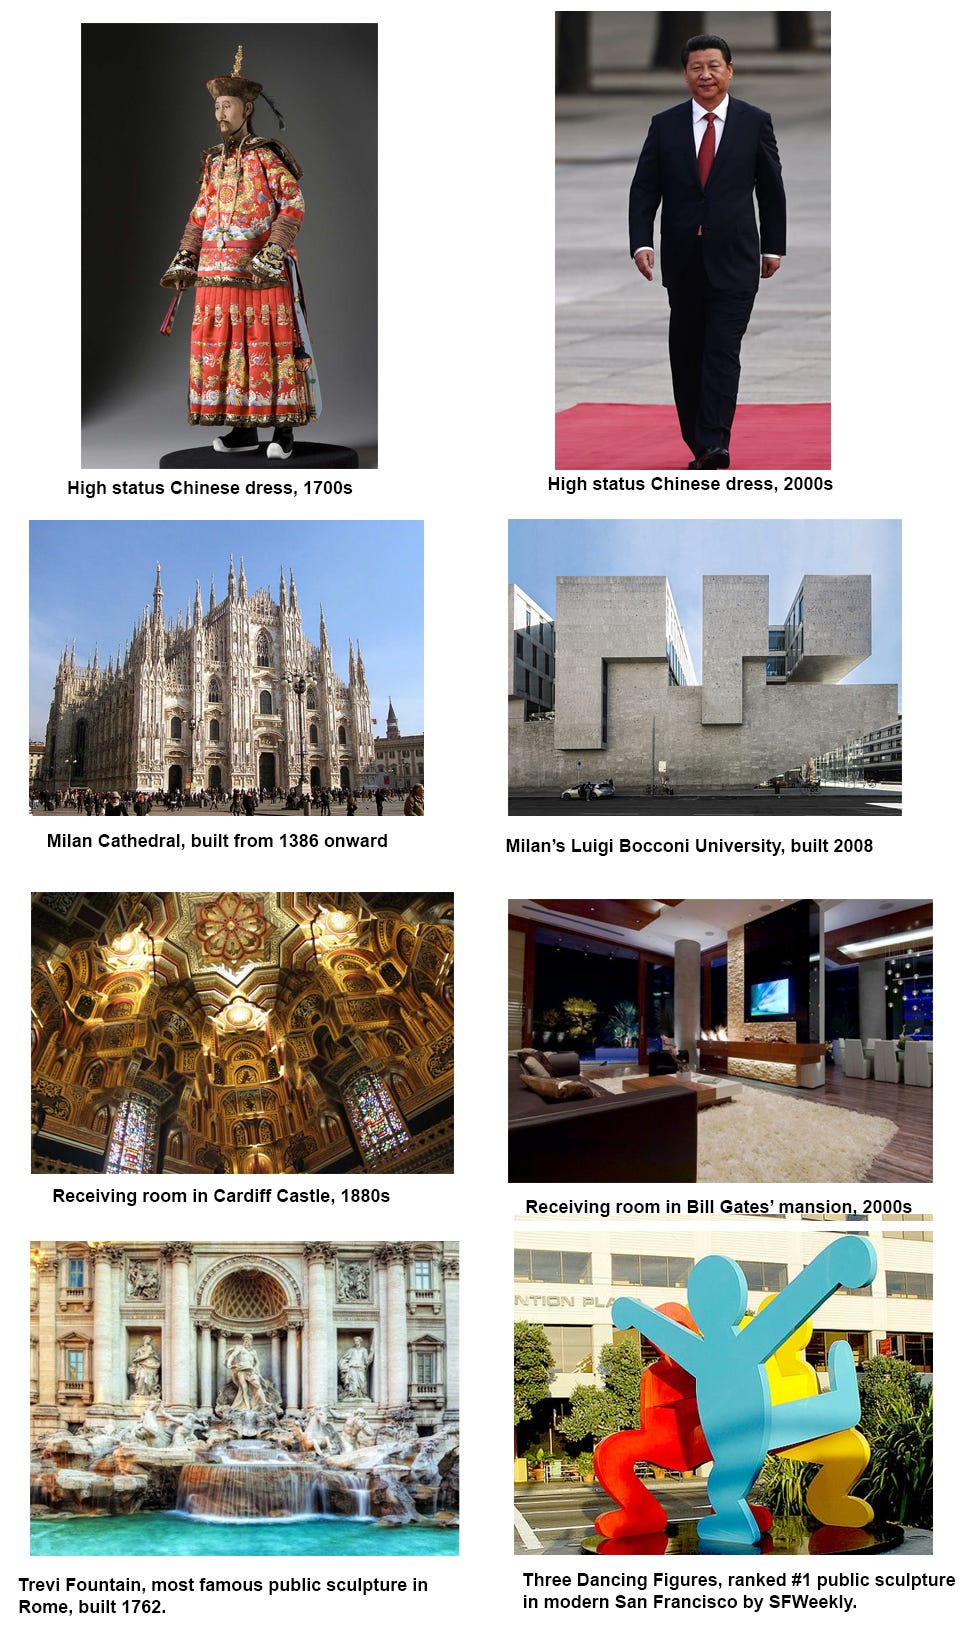 High status Chinese dress, 1700s
High status Chinese dress, 2000s
Milan Cathedral, built from 1386 onward
Milan’s Luigi Bocconi University, built 2008
Receiving room in Cardiff Castle, 1880s
Receiving room in Bill Gates’ mansion, 2000s
NTION PLA
Trevi Fountain, most famous public sculpture in
Rome, built 1762.
Three Dancing Figures, ranked #1 public sculpture
in modern San Francisco by SFWeekly.